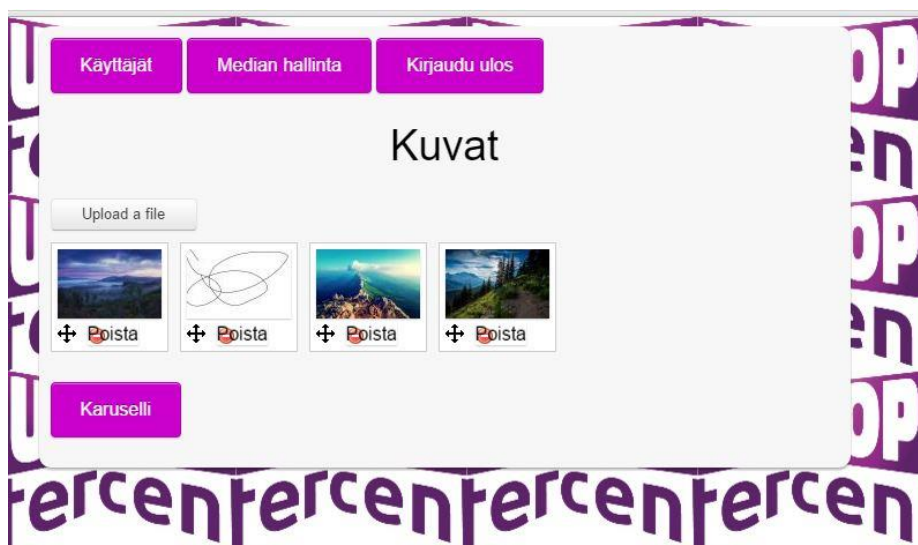 Käyttäjät Median hallinta Kirjaudu ulos
Kuvat
Upload a file
Poista Poista Poista Poista
Karuselli